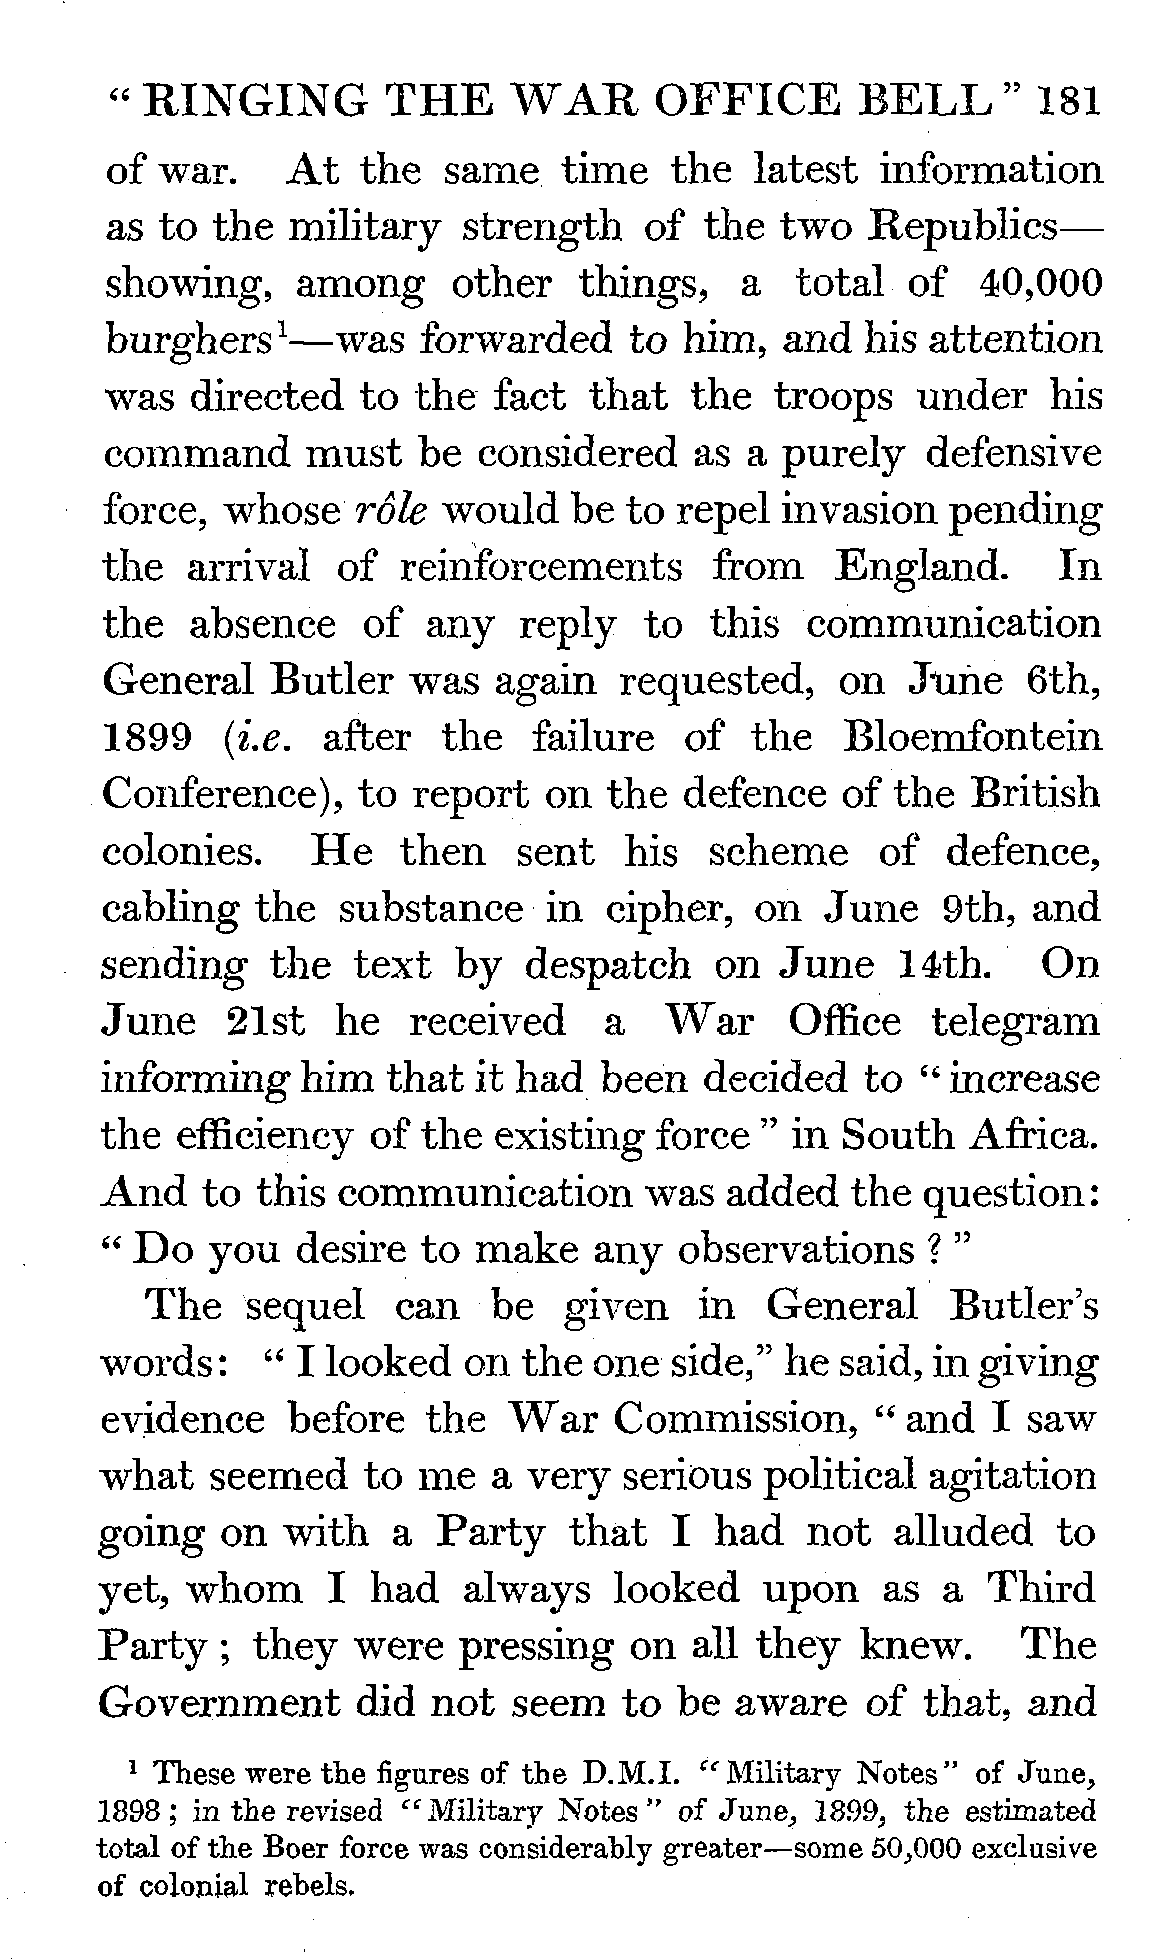 “ RINGING THE WAR OFFICE BELL ” 181
of war. At the same time the latest information
as to the military strength of the two Republics—
showing, among other things, a total of 40,000
burghers¹—was forwarded to him, and his attention
was directed to the fact that the troops under his
command must be considered as a purely defensive
force, whose rôle would be to repel invasion pending
the arrival of reinforcements from England. In
the absence of any reply to this communication
General Butler was again requested, on June 6th,
1899 (i.e. after the failure of the Bloemfontein
Conference), to report on the defence of the British
colonies. He then sent his scheme of defence,
cabling the substance in cipher, on June 9th, and
sending the text by despatch on June 14th. On
June 21st he received a War Office telegram
informing him that it had been decided to “ increase
the efficiency of the existing force ” in South Africa.
And to this communication was added the question:
“ Do you desire to make any observations ? ”
The sequel can be given in General Butler’s
words: “ I looked on the one side,” he said, in giving
evidence before the War Commission, “ and I saw
what seemed to me a very serious political agitation
going on with a Party that I had not alluded to
yet, whom I had always looked upon as a Third
Party ; they were pressing on all they knew. The
Government did not seem to be aware of that, and
¹ These were the figures of the D.M.I. “Military Notes” of June,
1898 ; in the revised “Military Notes” of June, 1899, the estimated
total of the Boer force was considerably greater—some 50,000 exclusive
of colonial rebels.